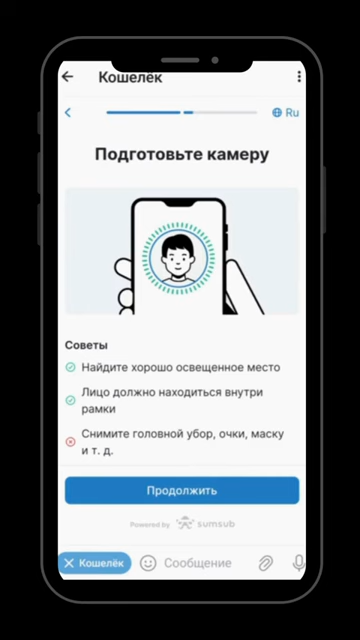 Кошелёк
Ru
Подготовьте камеру
Советы
Найдите хорошо освещенное место
Лицо должно находиться внутри
рамки
Снимите головной убор, очки, маску
и т. д.
Продолжить
Powered by sumsub
Кошелёк
Сообщение